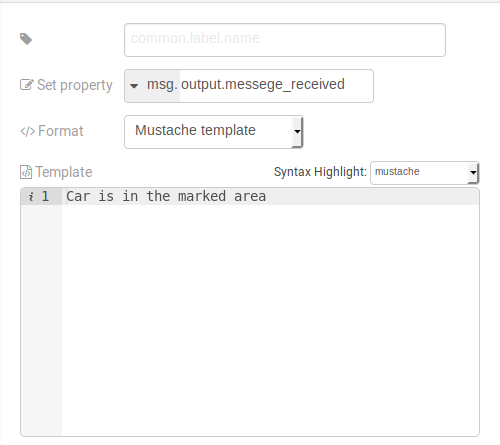 common.label.name
Set property
msg. output.messege_received
</> Format
Mustache template
Template
Syntax Highlight: mustache
i 1 Car is in the marked area